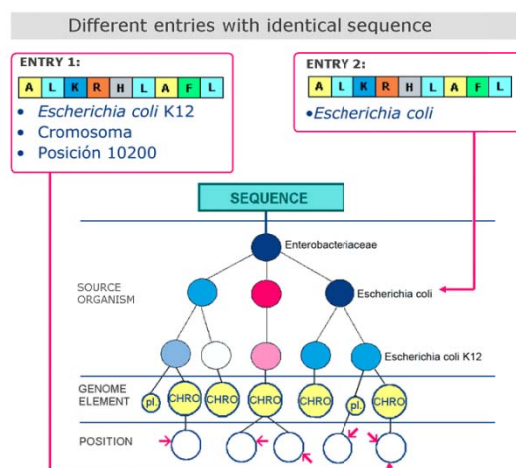 Different entries with identical sequence
ENTRY 1:
A L K R H L A F L
• Escherichia coli K12
• Cromosoma
• Posición 10200
ENTRY 2:
A L K R H L A F L
•Escherichia coli
SEQUENCE
Enterobacteriaceae
SOURCE
ORGANISM
Escherichia coli
Escherichia coli K12
GENOME
ELEMENT
pl. CHRO CHRO CHRO CHRO pl. CHRO
POSITION